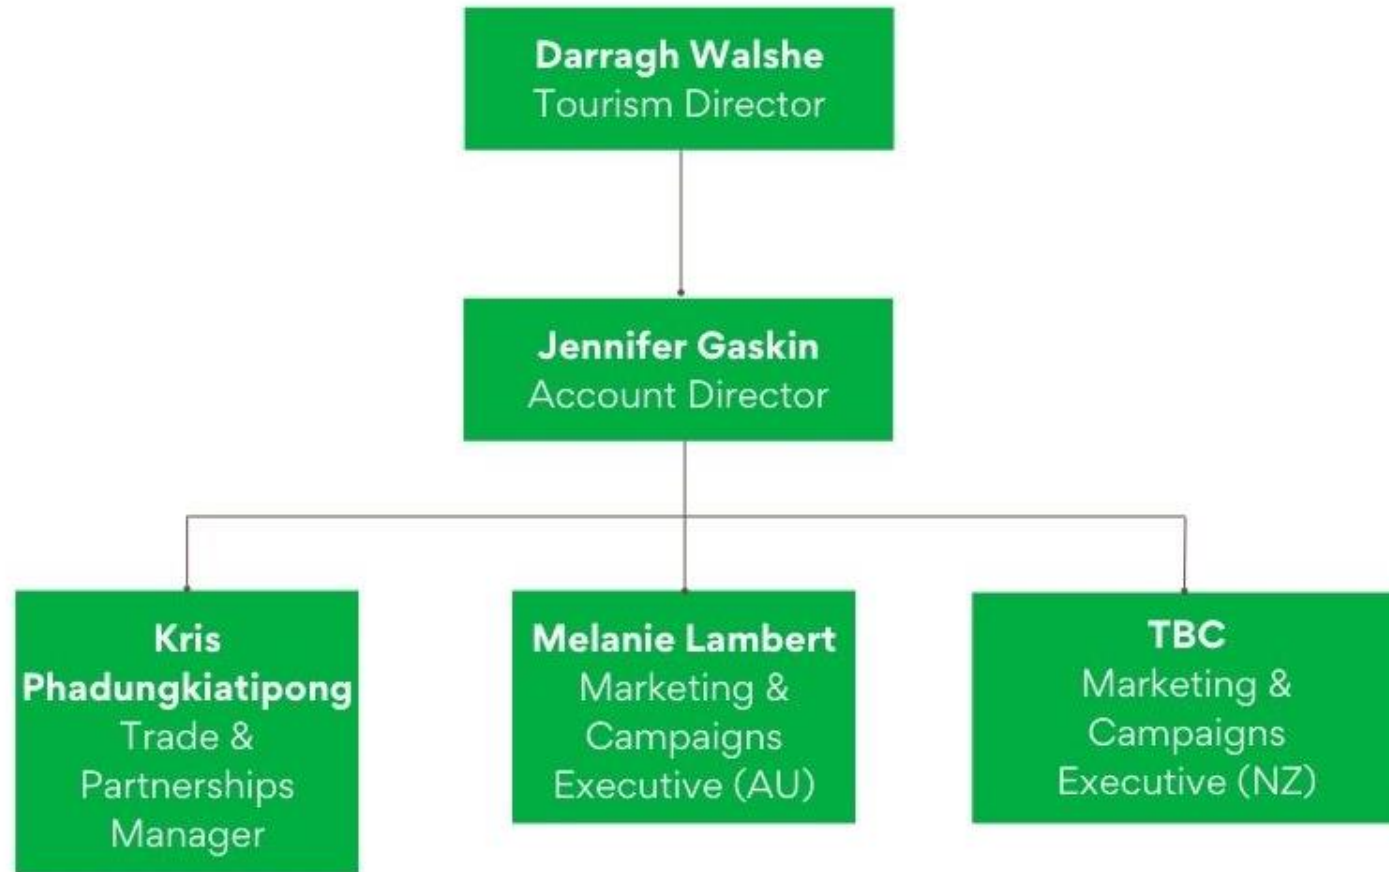 Darragh Walshe
Tourism Director
Jennifer Gaskin
Account Director
Kris
Phadungkiatipong
Trade &
Partnerships
Manager
Melanie Lambert
Marketing &
Campaigns
Executive (AU)
TBC
Marketing &
Campaigns
Executive (NZ)